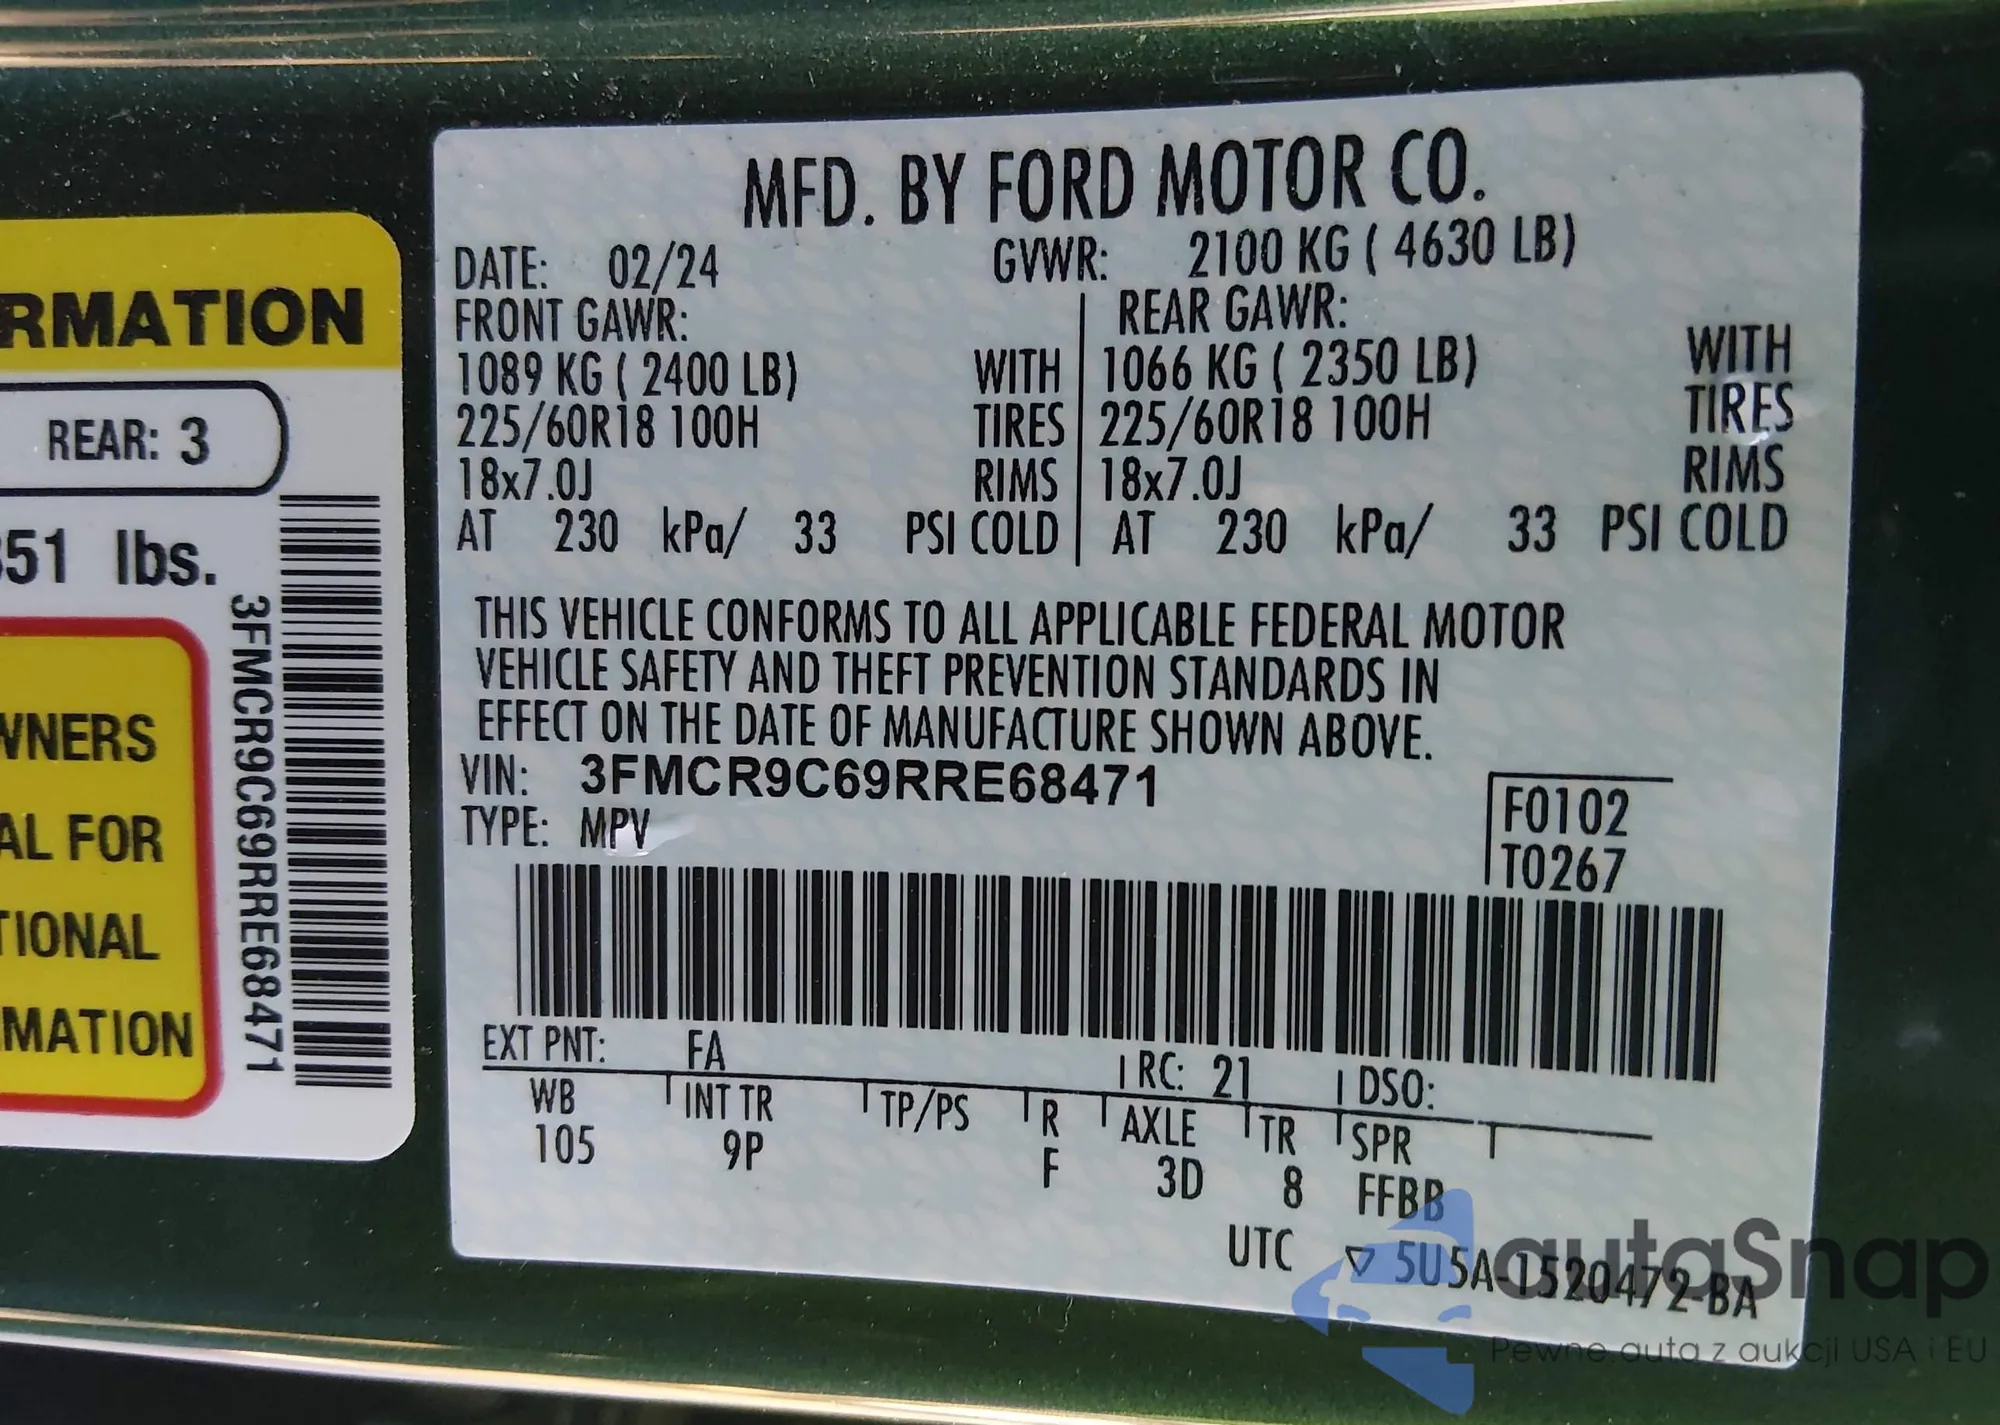 RMATION
REAR: 3
351 lbs.
WNERS
AL FOR
TIONAL
MATION
3FMCR9C69RRE68471
MFD. BY FORD MOTOR CO.
DATE: 02/24 GVWR: 2100 KG ( 4630 LB)
FRONT GAWR: REAR GAWR:
1089 KG ( 2400 LB) WITH 1066 KG ( 2350 LB) WITH
225/60R18 100H TIRES 225/60R18 100H TIRES
18x7.0J RIMS 18x7.0J RIMS
AT 230 kPa/ 33 PSI COLD AT 230 kPa/ 33 PSI COLD
THIS VEHICLE CONFORMS TO ALL APPLICABLE FEDERAL MOTOR
VEHICLE SAFETY AND THEFT PREVENTION STANDARDS IN
EFFECT ON THE DATE OF MANUFACTURE SHOWN ABOVE.
VIN: 3FMCR9C69RRE68471
TYPE: MPV
F0102
T0267
EXT PNT: FA RC: 21 DSO:
WB INT TR TP/PS R AXLE TR SPR
105 9P F 3D 8 FFBB
UTC ▽ 5U5A-1520472-BA
autaSnap
Pewne auta z aukcji USA i EU